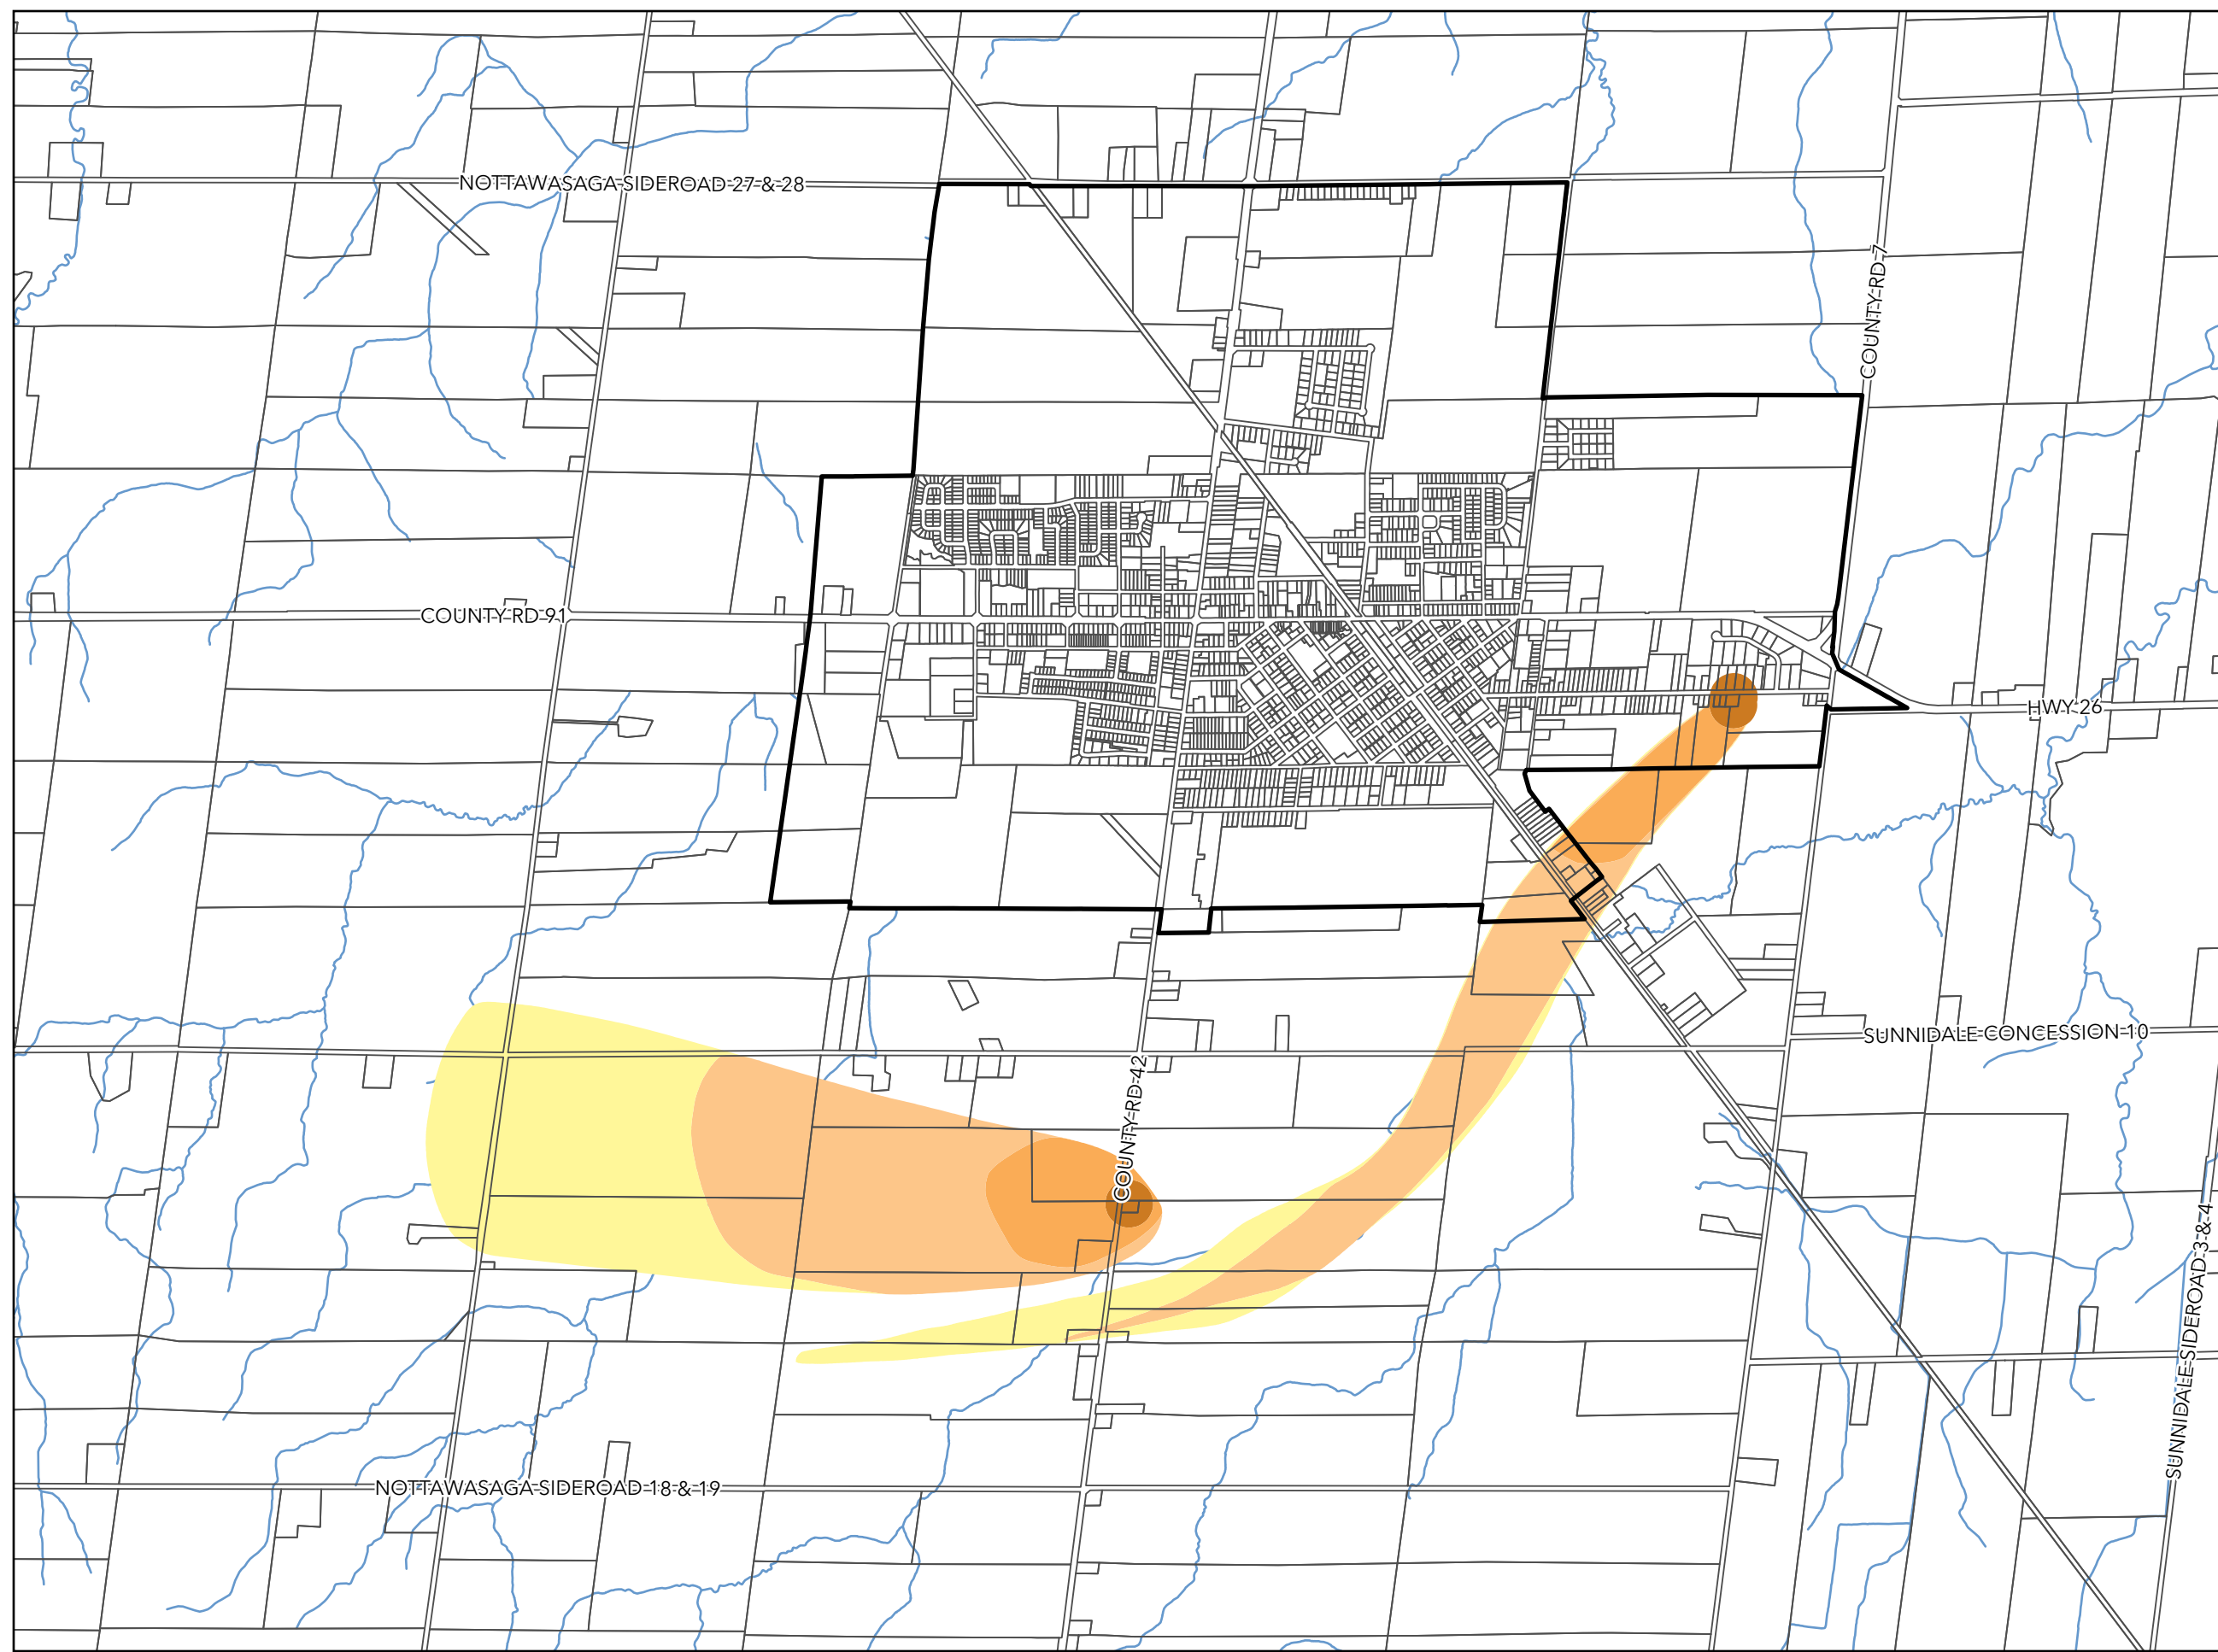 NOTTAWASAGA SIDEROAD 27 & 28
COUNTY RD 7
COUNTY RD 91
HWY 26
SUNNIDALE CONCESSION 10
COUNTY RD 42
SUNNIDALE SIDEROAD 3 & 4
NOTTAWASAGA SIDEROAD 18 & 19